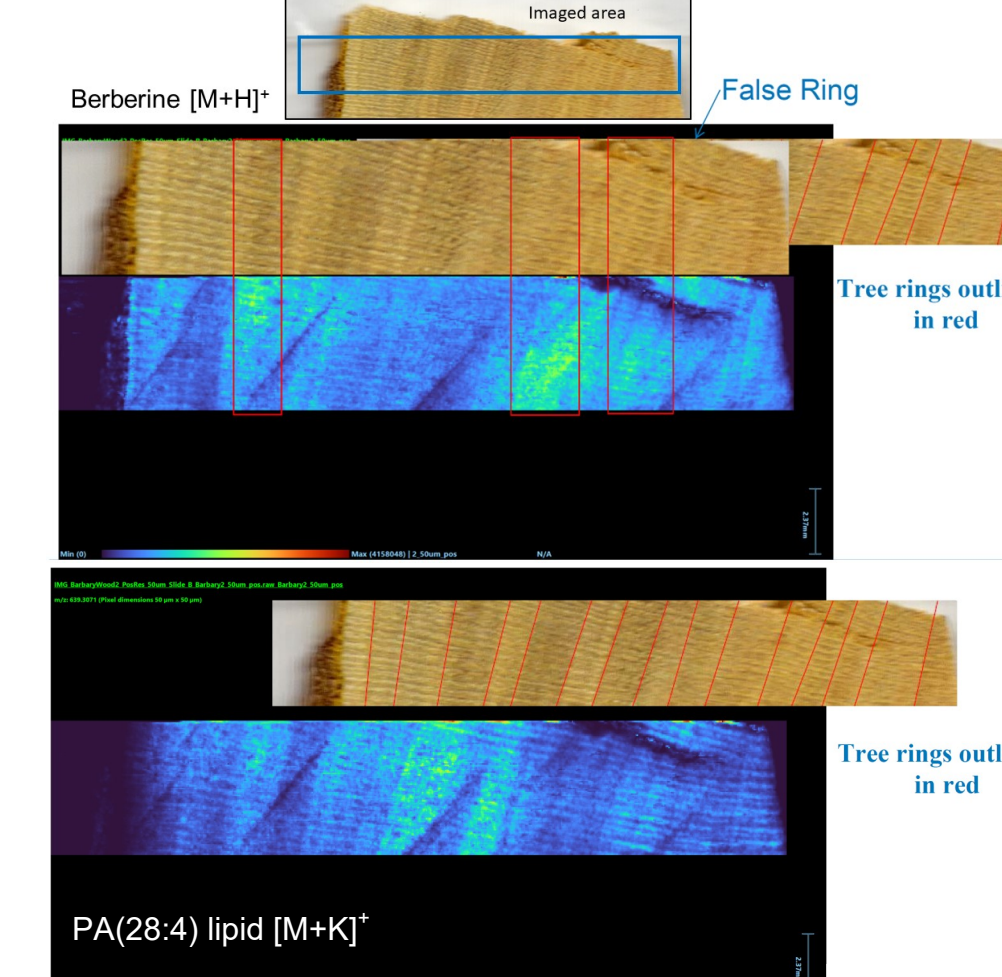 Imaged area
Berberine [M+H]⁺
False Ring
Tree rings outl
in red
2.37mm
Min (0)
Max (4158048) | 2_50um_pos
N/A
IMG_BarbaryWood2_PosRes_50um_Slide_B_Barbary2_50um_pos.raw_Barbary2_50um_pos
m/z: 639.3071 (Pixel dimensions 50 µm x 50 µm)
Tree rings outl
in red
PA(28:4) lipid [M+K]⁺